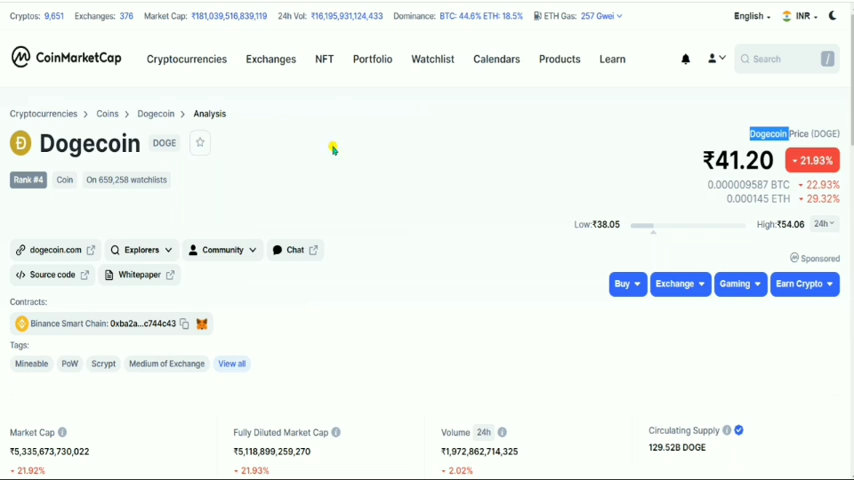 Cryptos: 9,651 Exchanges: 376 Market Cap: ₹181,039,516,839,119 24h Vol: ₹16,195,931,124,433 Dominance: BTC: 44.6% ETH: 18.5% ETH Gas: 257 Gwei English INR
CoinMarketCap Cryptocurrencies Exchanges NFT Portfolio Watchlist Calendars Products Learn Search /
Cryptocurrencies > Coins > Dogecoin > Analysis
Dogecoin DOGE
Rank #4 Coin On 659,258 watchlists
Dogecoin Price (DOGE)
₹41.20 21.93%
0.000009587 BTC 22.93%
0.000145 ETH 29.32%
Low:₹38.05 High:₹54.06 24h
dogecoin.com Explorers Community Chat
Source code Whitepaper
Sponsored
Buy Exchange Gaming Earn Crypto
Contracts:
Binance Smart Chain: 0xba2a...c744c43
Tags:
Mineable PoW Scrypt Medium of Exchange View all
Market Cap Fully Diluted Market Cap Volume 24h Circulating Supply
₹5,335,673,730,022 ₹5,118,899,259,270 ₹1,972,862,714,325 129.52B DOGE
21.92% 21.93% 2.02%